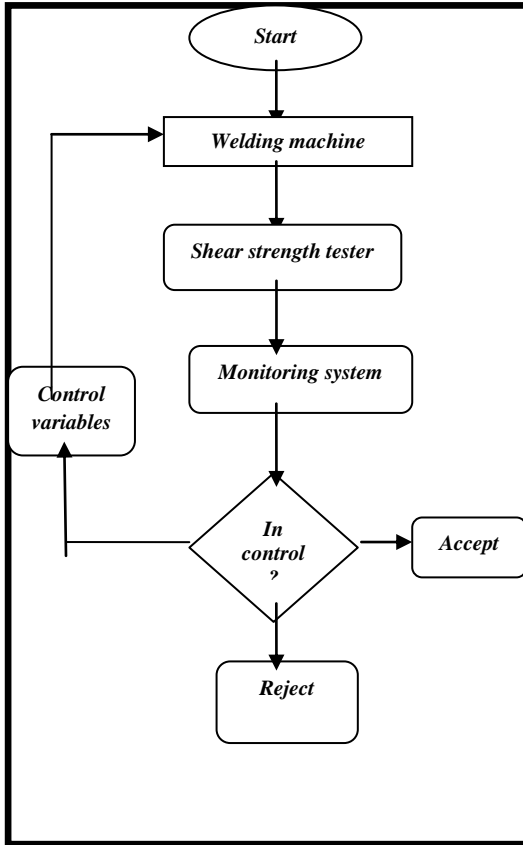 Start
Welding machine
Shear strength tester
Monitoring system
Control
variables
In
control
?
Accept
Reject